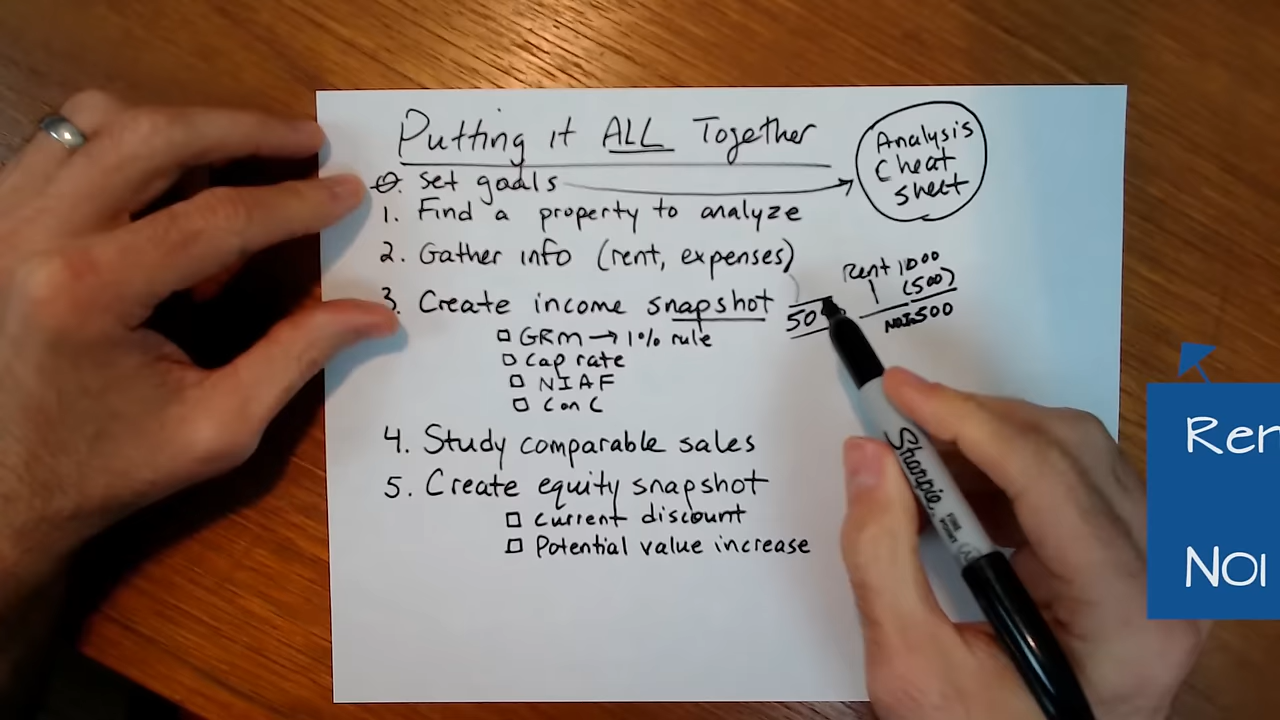 Putting it ALL Together
0. Set goals
Analysis
Cheat
Sheet
1. Find a property to analyze
2. Gather info (rent, expenses)
Rent 1000
(500)
NOI 500
3. Create income snapshot
□ GRM → 1% rule
□ Cap rate
□ NIAF
□ Con C
4. Study comparable sales
5. Create equity snapshot
□ Current discount
□ Potential value increase
Sharpie.
FINE
POINT
NOI